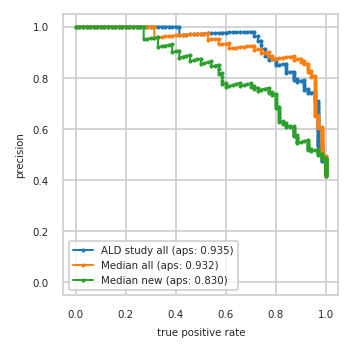 1.0
0.8
0.6
0.4
0.2
0.0
precision
ALD study all (aps: 0.935)
Median all (aps: 0.932)
Median new (aps: 0.830)
0.0 0.2 0.4 0.6 0.8 1.0
true positive rate